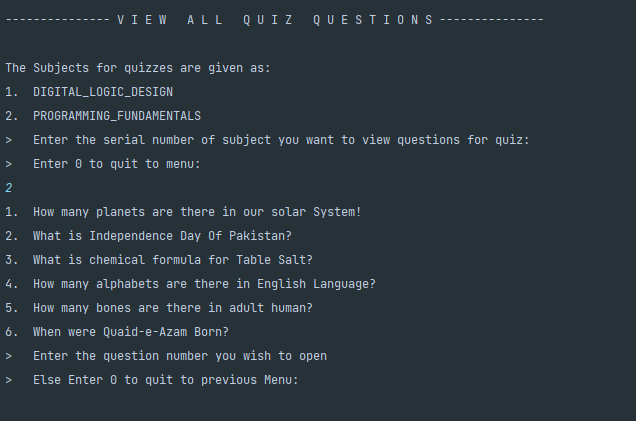 --------------- V I E W   A L L   Q U I Z   Q U E S T I O N S ---------------
The Subjects for quizzes are given as:
1.  DIGITAL_LOGIC_DESIGN
2.  PROGRAMMING_FUNDAMENTALS
>   Enter the serial number of subject you want to view questions for quiz:
>   Enter 0 to quit to menu:
2
1.  How many planets are there in our solar System!
2.  What is Independence Day Of Pakistan?
3.  What is chemical formula for Table Salt?
4.  How many alphabets are there in English Language?
5.  How many bones are there in adult human?
6.  When were Quaid-e-Azam Born?
>   Enter the question number you wish to open
>   Else Enter 0 to quit to previous Menu: